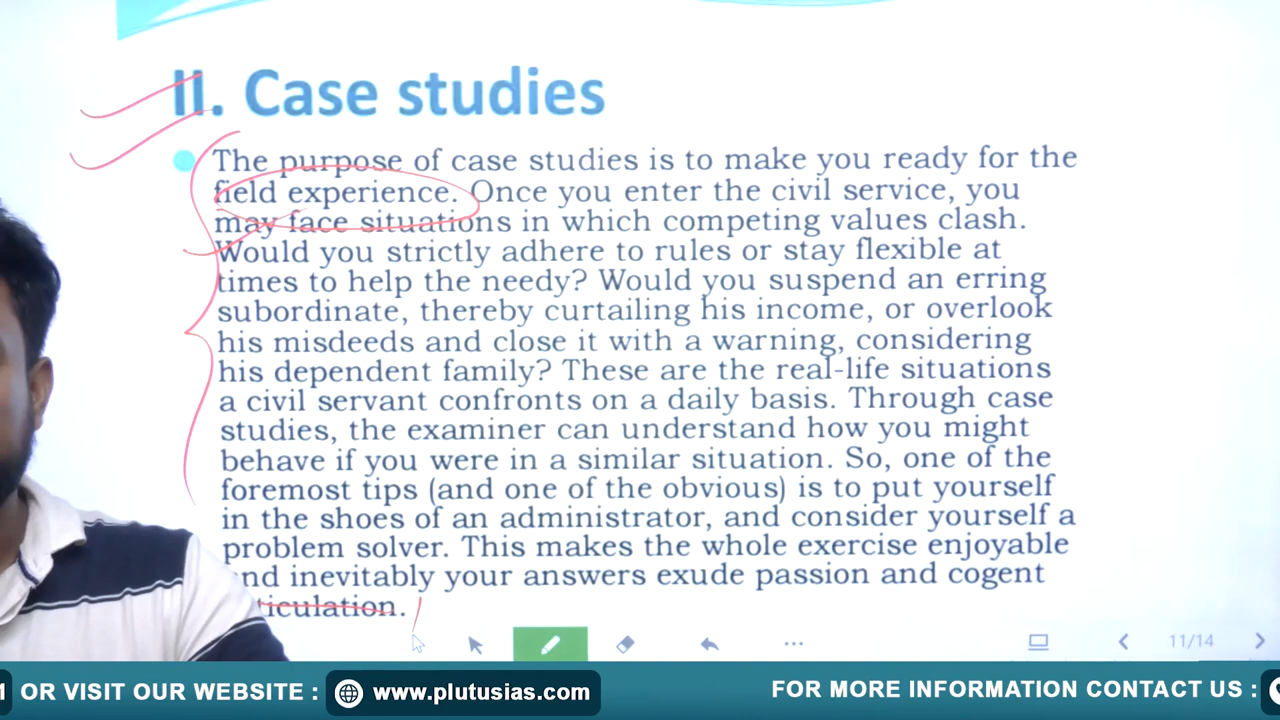 II. Case studies
The purpose of case studies is to make you ready for the
field experience. Once you enter the civil service, you
may face situations in which competing values clash.
Would you strictly adhere to rules or stay flexible at
times to help the needy? Would you suspend an erring
subordinate, thereby curtailing his income, or overlook
his misdeeds and close it with a warning, considering
his dependent family? These are the real-life situations
a civil servant confronts on a daily basis. Through case
studies, the examiner can understand how you might
behave if you were in a similar situation. So, one of the
foremost tips (and one of the obvious) is to put yourself
in the shoes of an administrator, and consider yourself a
problem solver. This makes the whole exercise enjoyable
nd inevitably your answers exude passion and cogent
ticulation.
11/14
1 OR VISIT OUR WEBSITE : www.plutusias.com FOR MORE INFORMATION CONTACT US :